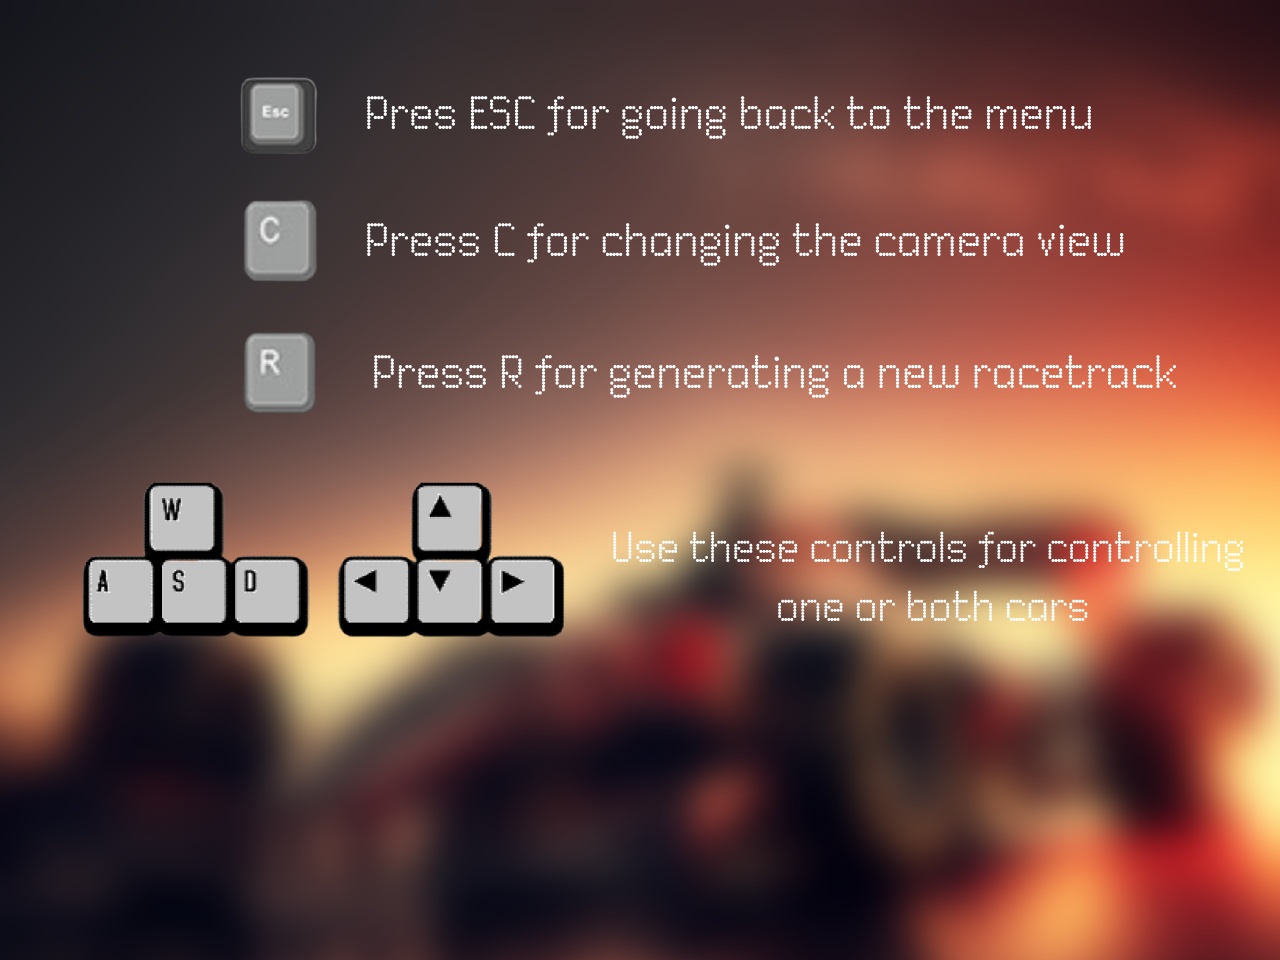 Esc Pres ESC for going back to the menu
C Press C for changing the camera view
R Press R for generating a new racetrack
W ▲
A S D ◀ ▼ ▶
Use these controls for controlling
one or both cars